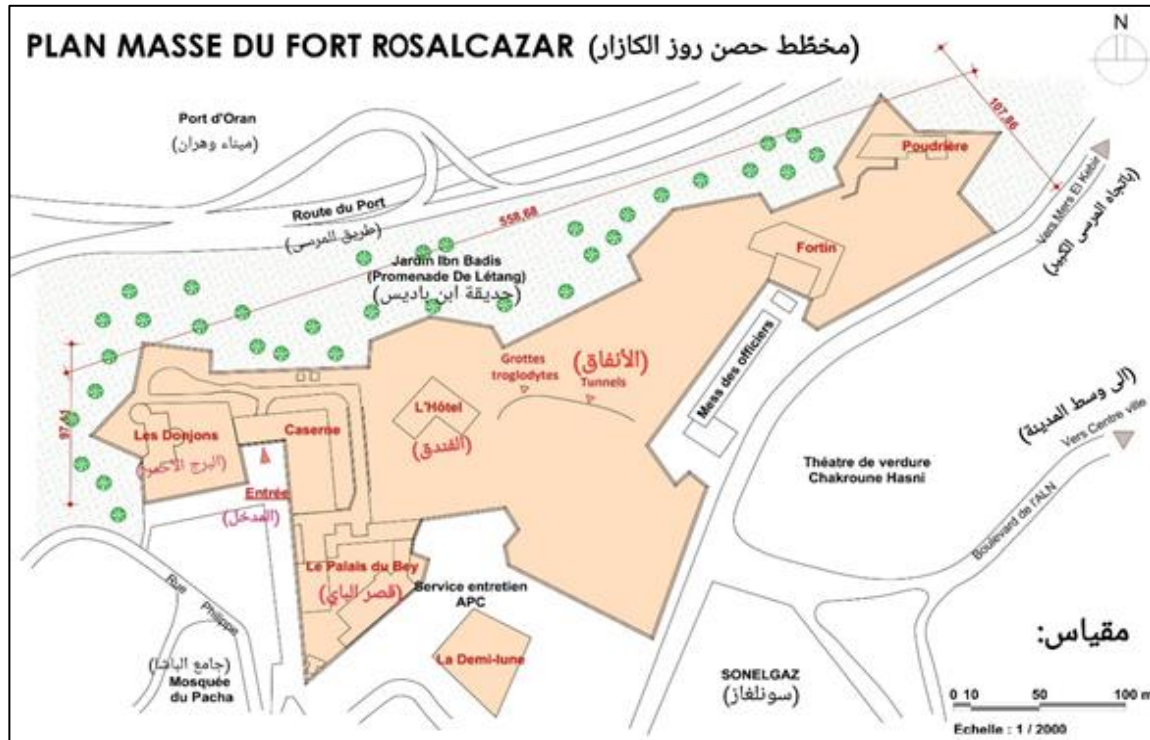 PLAN MASSE DU FORT ROSALCAZAR (مخطّط حصن روز الكازار)
N
Port d'Oran
(ميناء وهران)
107,86
Poudrière
Vers Mers El Kebir
(باتجاه المرسى الكبير)
Route du Port
(طريق المرسى)
558,68
Fortin
Jardin Ibn Badis
(Promenade De Létang)
(حديقة ابن باديس)
Mess des officiers
Grottes
troglodytes
(الأنفاق)
Tunnels
97,41
L'Hôtel
(الفندق)
Les Donjons
(البرج الأحمر)
Caserne
Entrée
(المدخل)
(الى وسط المدينة)
Vers Centre ville
Théatre de verdure
Chakroune Hasni
Boulevard de l'ALN
Le Palais du Bey
(قصر الباي)
Service entretien
APC
Rue Philippe
(جامع الباشا)
Mosquée
du Pacha
La Demi-lune
SONELGAZ
(سونلغاز)
مقياس:
0 10 50 100 m
Echelle : 1 / 2000